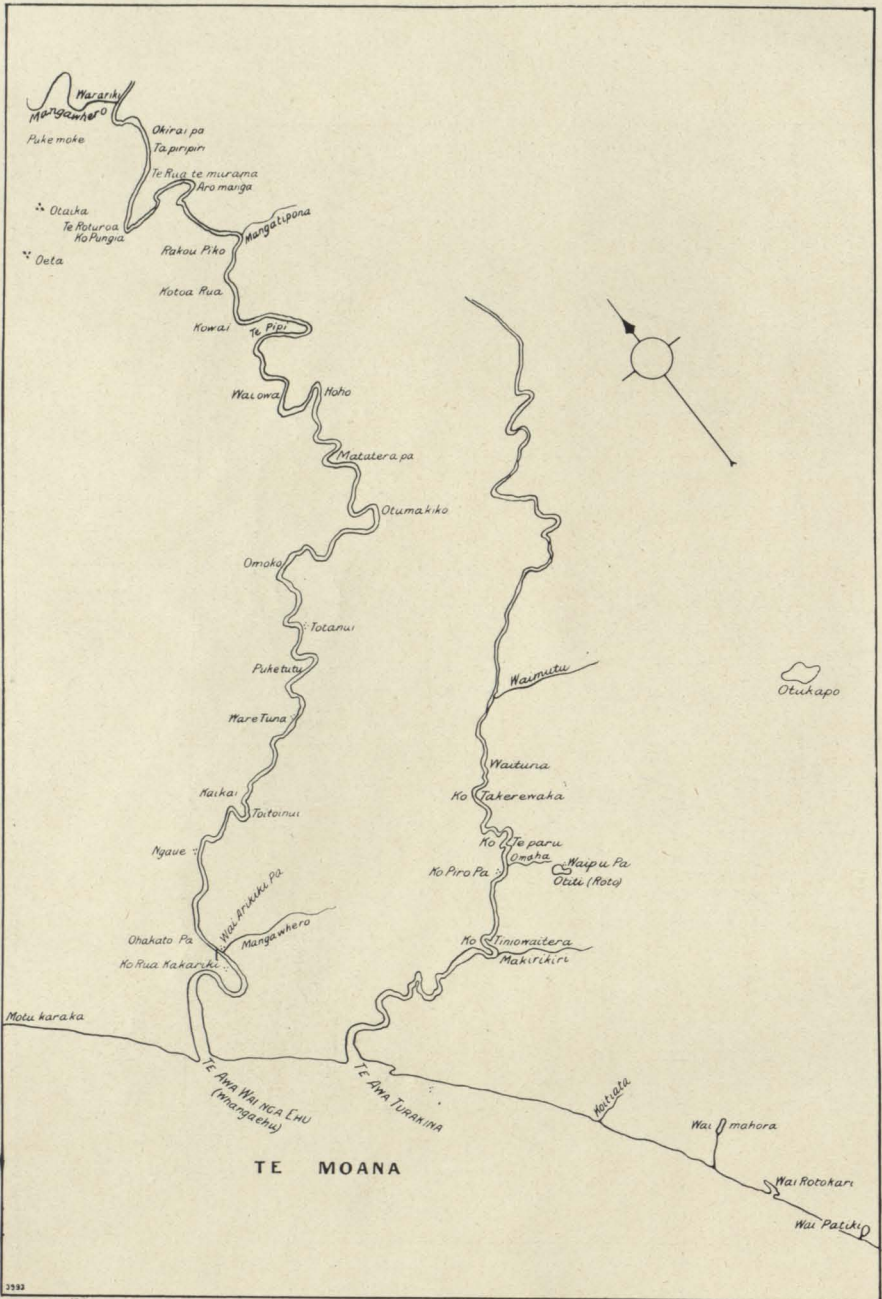 Warariki
Mangawhero
Puke moke
Okirai pa
Tapiripiri
Te Rua te murama
Aro manga
Otaika
Te Roturoa
Ko Pungia
Oeta
Mangatipona
Rakou Piko
Kotoa Rua
Kowai
Te Pipi
Waiowa
Hoho
Matatera pa
Otumakiko
Omoko
Totanui
Puketutu
Waimutu
Otukapo
Ware Tuna
Waituna
Kaikai
Ko Takerewaka
Toitoinui
Ngaue
Ko Te paru
Omaha
Ko Piro Pa
Waipu Pa
Otiti (Roto)
Wai Arikiki Pa
Ohakato Pa
Mangawhero
Ko Tiniowaitera
Makirikiri
Ko Rua Kakariki
Motu karaka
TE AWA WAI NGA EHU
(Whangaehu)
TE AWA TURAKINA
Koitiata
Wai mahora
TE MOANA
Wai Rotokari
Wai Patiki
3993